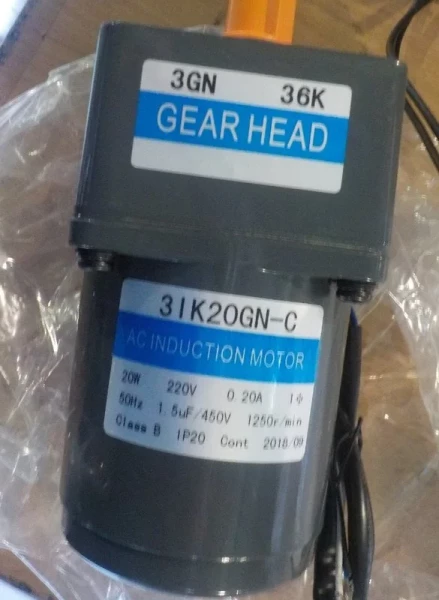 3GN 36K
GEAR HEAD
3IK20GN-C
AC INDUCTION MOTOR
20W 220V 0.20A 1ϕ
50Hz 1.5uF/450V 1250r/min
Class B IP20 Cont 2018/09